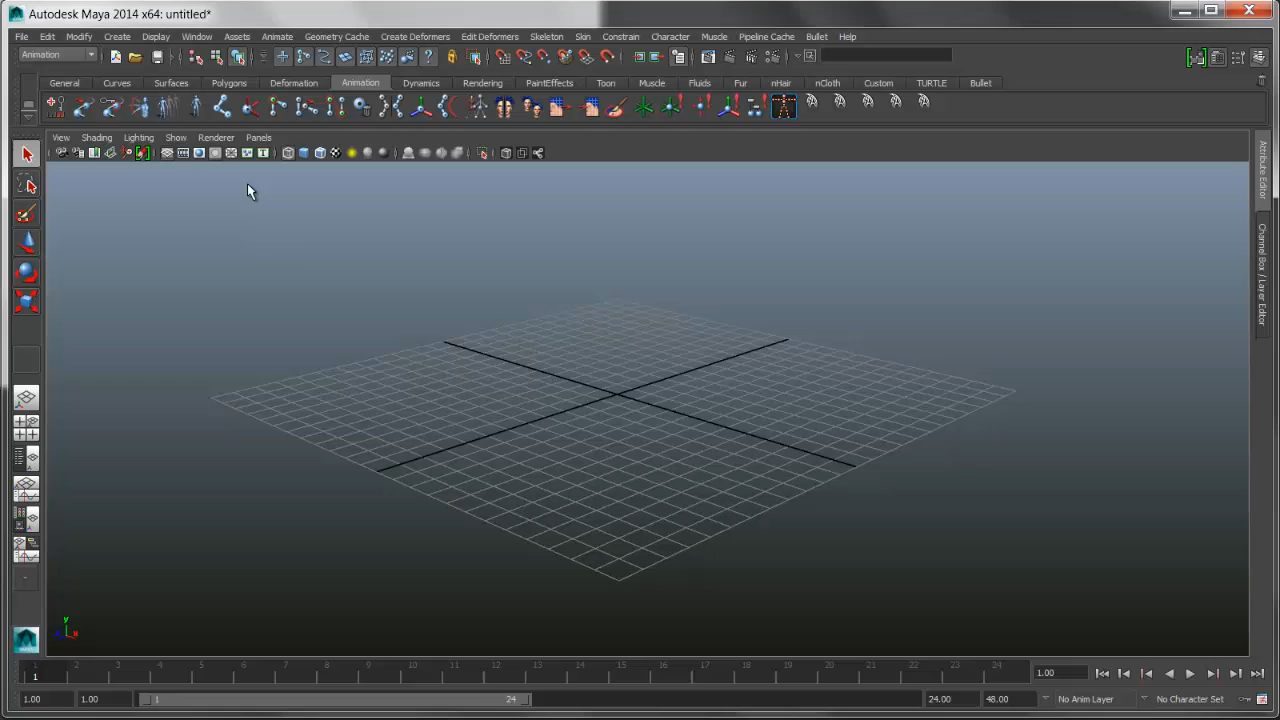 Autodesk Maya 2014 x64: untitled*
File Edit Modify Create Display Window Assets Animate Geometry Cache Create Deformers Edit Deformers Skeleton Skin Constrain Character Muscle Pipeline Cache Bullet Help
Animation
General Curves Surfaces Polygons Deformation Animation Dynamics Rendering PaintEffects Toon Muscle Fluids Fur nHair nCloth Custom TURTLE Bullet
View Shading Lighting Show Renderer Panels
Attribute Editor
Channel Box / Layer Editor
y
1 2 3 4 5 6 7 8 9 10 11 12 13 14 15 16 17 18 19 20 21 22 23 24
1
1.00
1.00 1.00 1 24 24.00 48.00 No Anim Layer No Character Set